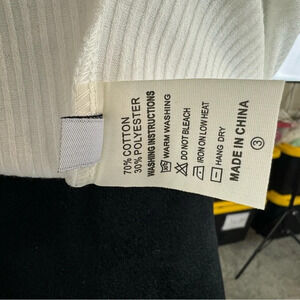 70% COTTON
30% POLYESTER
WASHING INSTRUCTIONS
WARM WASHING
DO NOT BLEACH
IRON ON LOW HEAT
HANG DRY
MADE IN CHINA
3